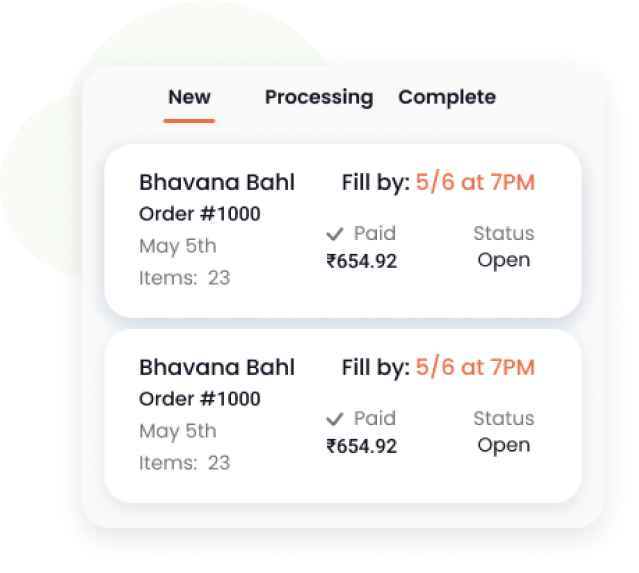 New Processing Complete
Bhavana Bahl Fill by: 5/6 at 7PM
Order #1000
Paid Status
May 5th
₹654.92 Open
Items: 23
Bhavana Bahl Fill by: 5/6 at 7PM
Order #1000
Paid Status
May 5th
₹654.92 Open
Items: 23